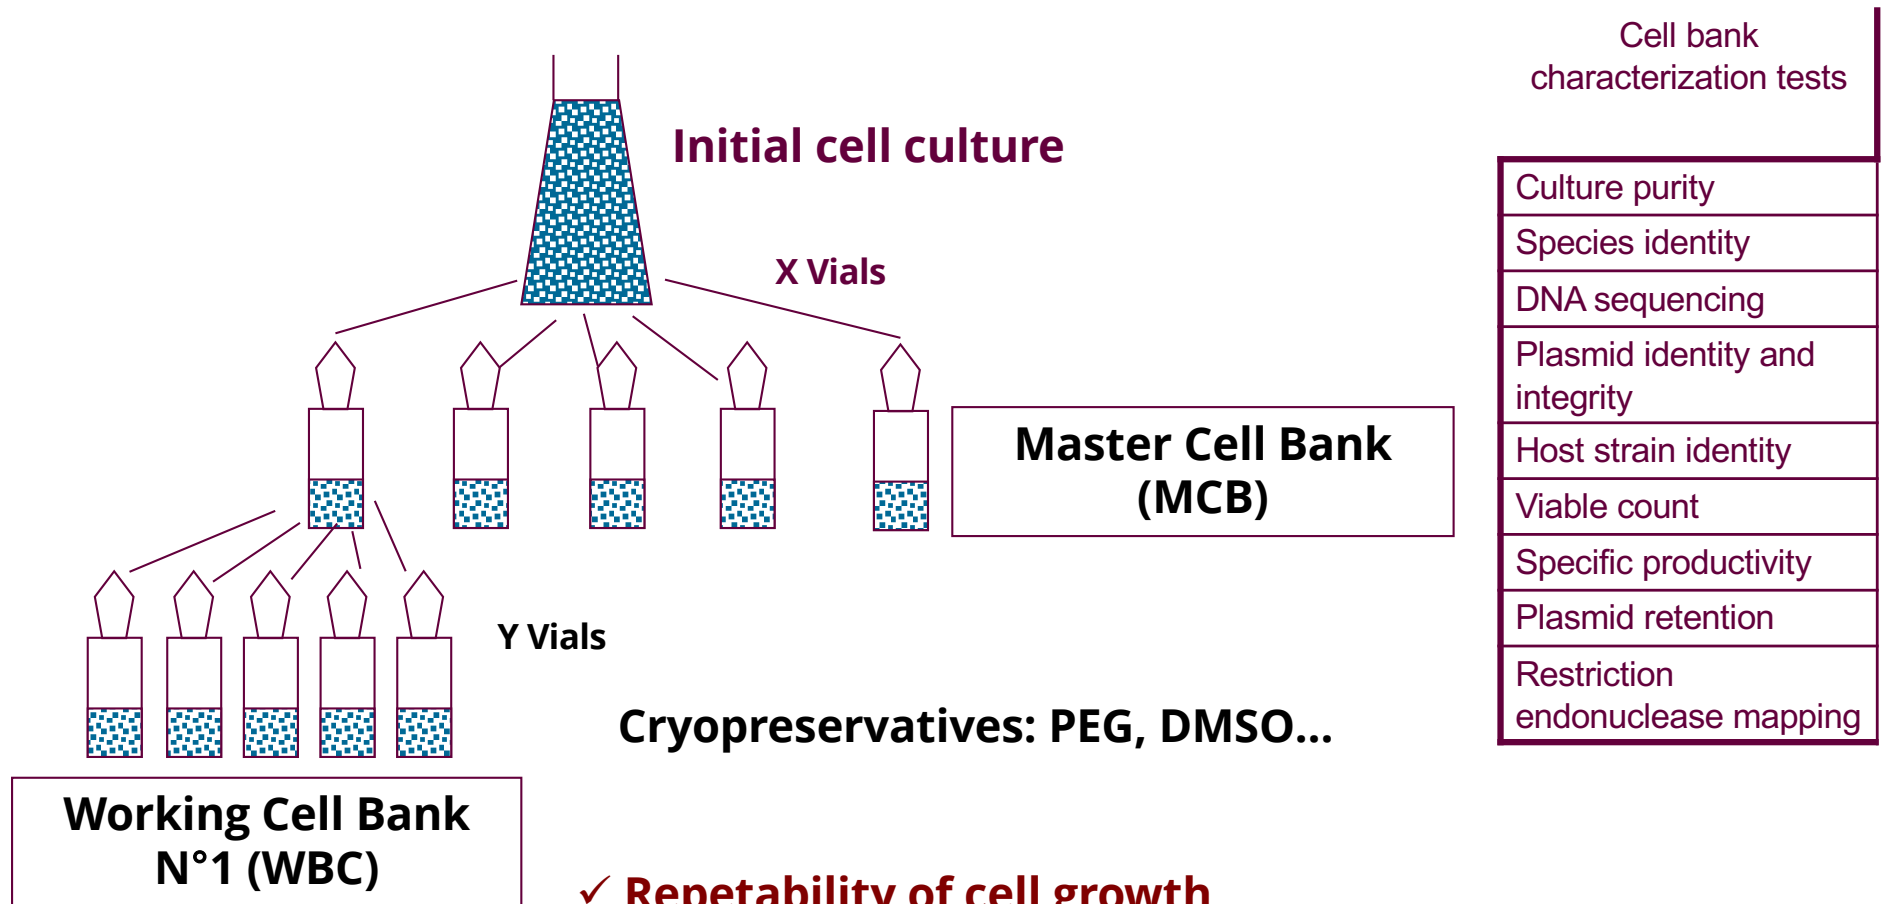 Cell bank
characterization tests
Initial cell culture
X Vials
Culture purity
Species identity
DNA sequencing
Plasmid identity and
integrity
Host strain identity
Viable count
Specific productivity
Plasmid retention
Restriction
endonuclease mapping
Master Cell Bank
(MCB)
Y Vials
Cryopreservatives: PEG, DMSO...
Working Cell Bank
N°1 (WBC)
✓ Repetability of cell growth